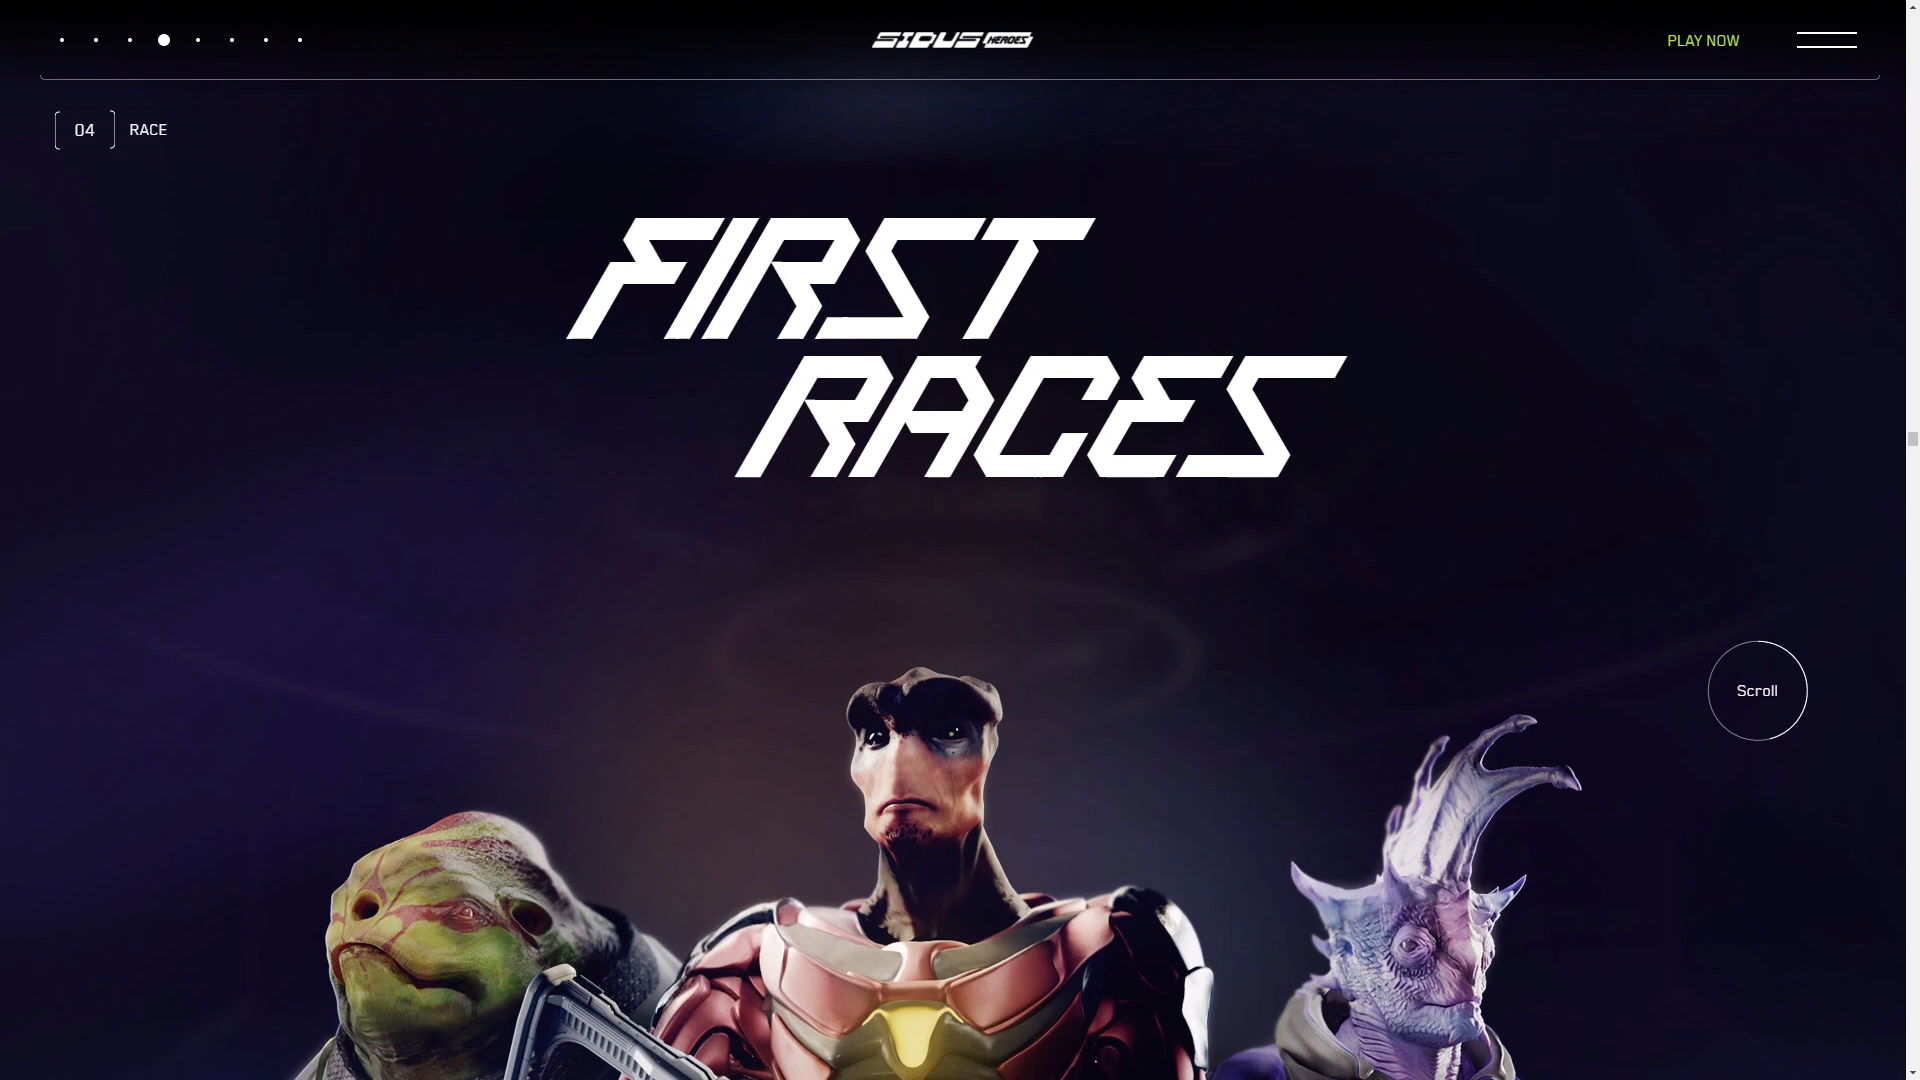 SIDUS HEROES
PLAY NOW
04 RACE
FIRST
RACES
Scroll